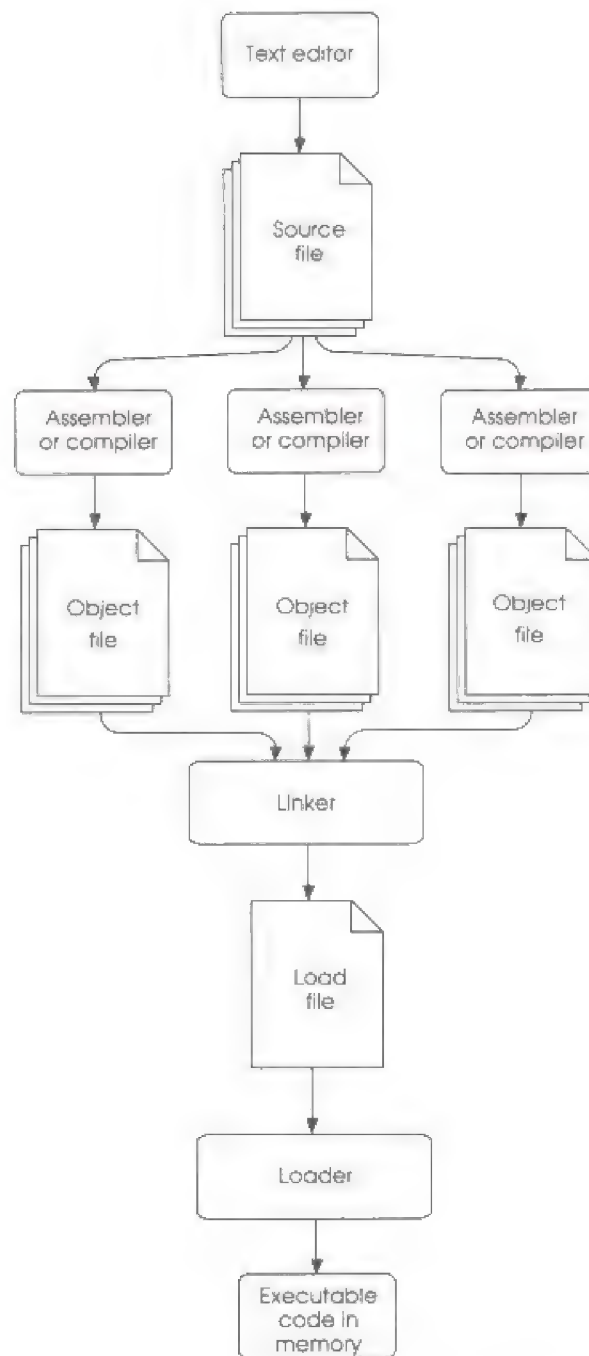 Text editor
Source
file
Assembler
or compiler
Assembler
or compiler
Assembler
or compiler
Object
file
Object
file
Object
file
Linker
Load
file
Loader
Executable
code in
memory